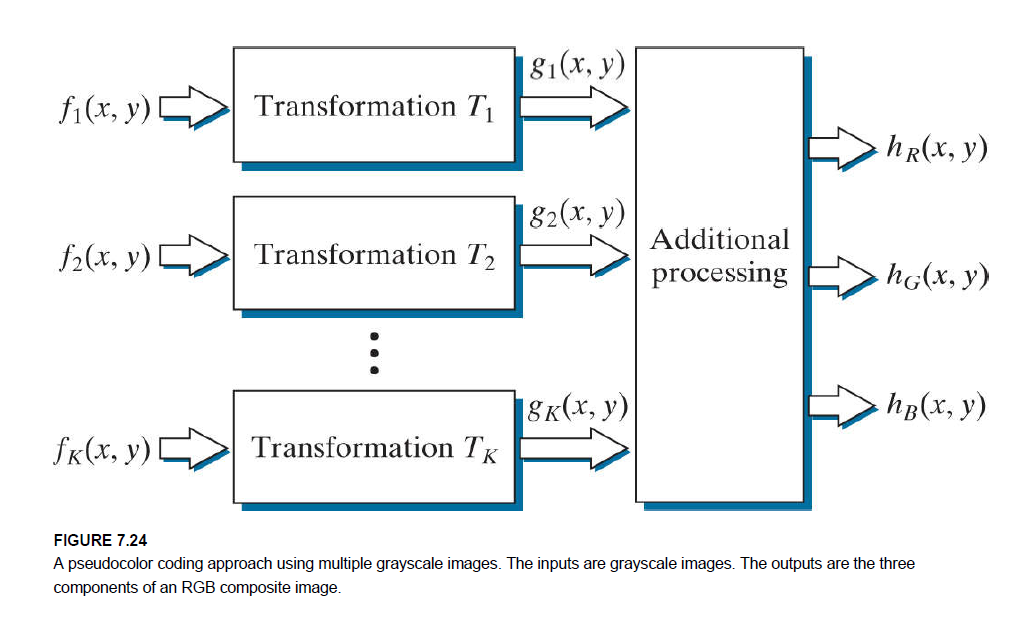 f1(x, y)
Transformation T1
g1(x, y)
f2(x, y)
Transformation T2
g2(x, y)
fK(x, y)
Transformation TK
gK(x, y)
Additional
processing
hR(x, y)
hG(x, y)
hB(x, y)
FIGURE 7.24
A pseudocolor coding approach using multiple grayscale images. The inputs are grayscale images. The outputs are the three
components of an RGB composite image.